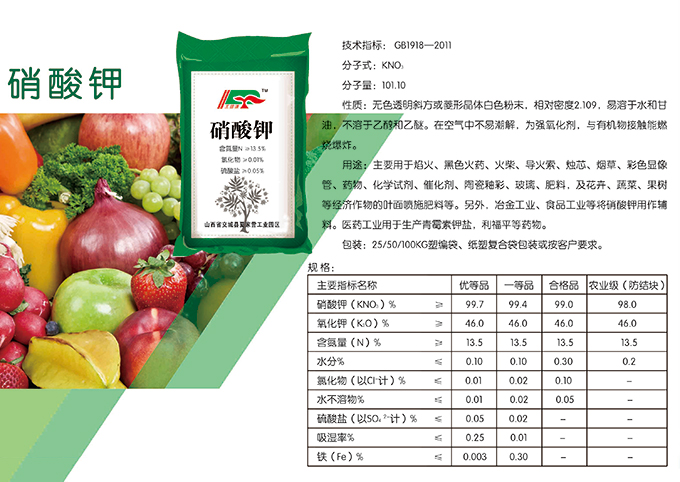 硝酸钾
TM
硝酸钾
含氮量N ≥13.5%
氯化物 ≥0.01%
硫酸盐 ≥0.05%
山西省交城县夏家营工业园区
技术指标： GB1918—2011
分子式：KNO₃
分子量：101.10
性质：无色透明斜方或菱形晶体白色粉末，相对密度2.109，易溶于水和甘
油，不溶于乙醇和乙醚。在空气中不易潮解，为强氧化剂，与有机物接触能燃
烧爆炸。
用途：主要用于焰火、黑色火药、火柴、导火索、烛芯、烟草、彩色显像
管、药物、化学试剂、催化剂、陶瓷釉彩、玻璃、肥料、及花卉、蔬菜、果树
等经济作物的叶面喷施肥料等。另外，冶金工业、食品工业等将硝酸钾用作辅
料。医药工业用于生产青霉素钾盐，利福平等药物。
包装：25/50/100KG塑编袋、纸塑复合袋包装或按客户要求。
规格：
主要指标名称 优等品 一等品 合格品 农业级（防结块）
硝酸钾（KNO₃）% ≥ 99.7 99.4 99.0 98.0
氧化钾（K₂O）% ≥ 46.0 46.0 46.0 46.0
含氮量（N）% ≥ 13.5 13.5 13.5 13.5
水分% ≤ 0.10 0.10 0.30 0.2
氯化物（以Cl⁻计）% ≤ 0.01 0.02 0.10 –
水不溶物% ≤ 0.01 0.02 0.05 –
硫酸盐（以SO₄²⁻计）% ≤ 0.05 0.02 – –
吸湿率% ≤ 0.25 0.01 – –
铁（Fe）% ≤ 0.003 0.30 – –